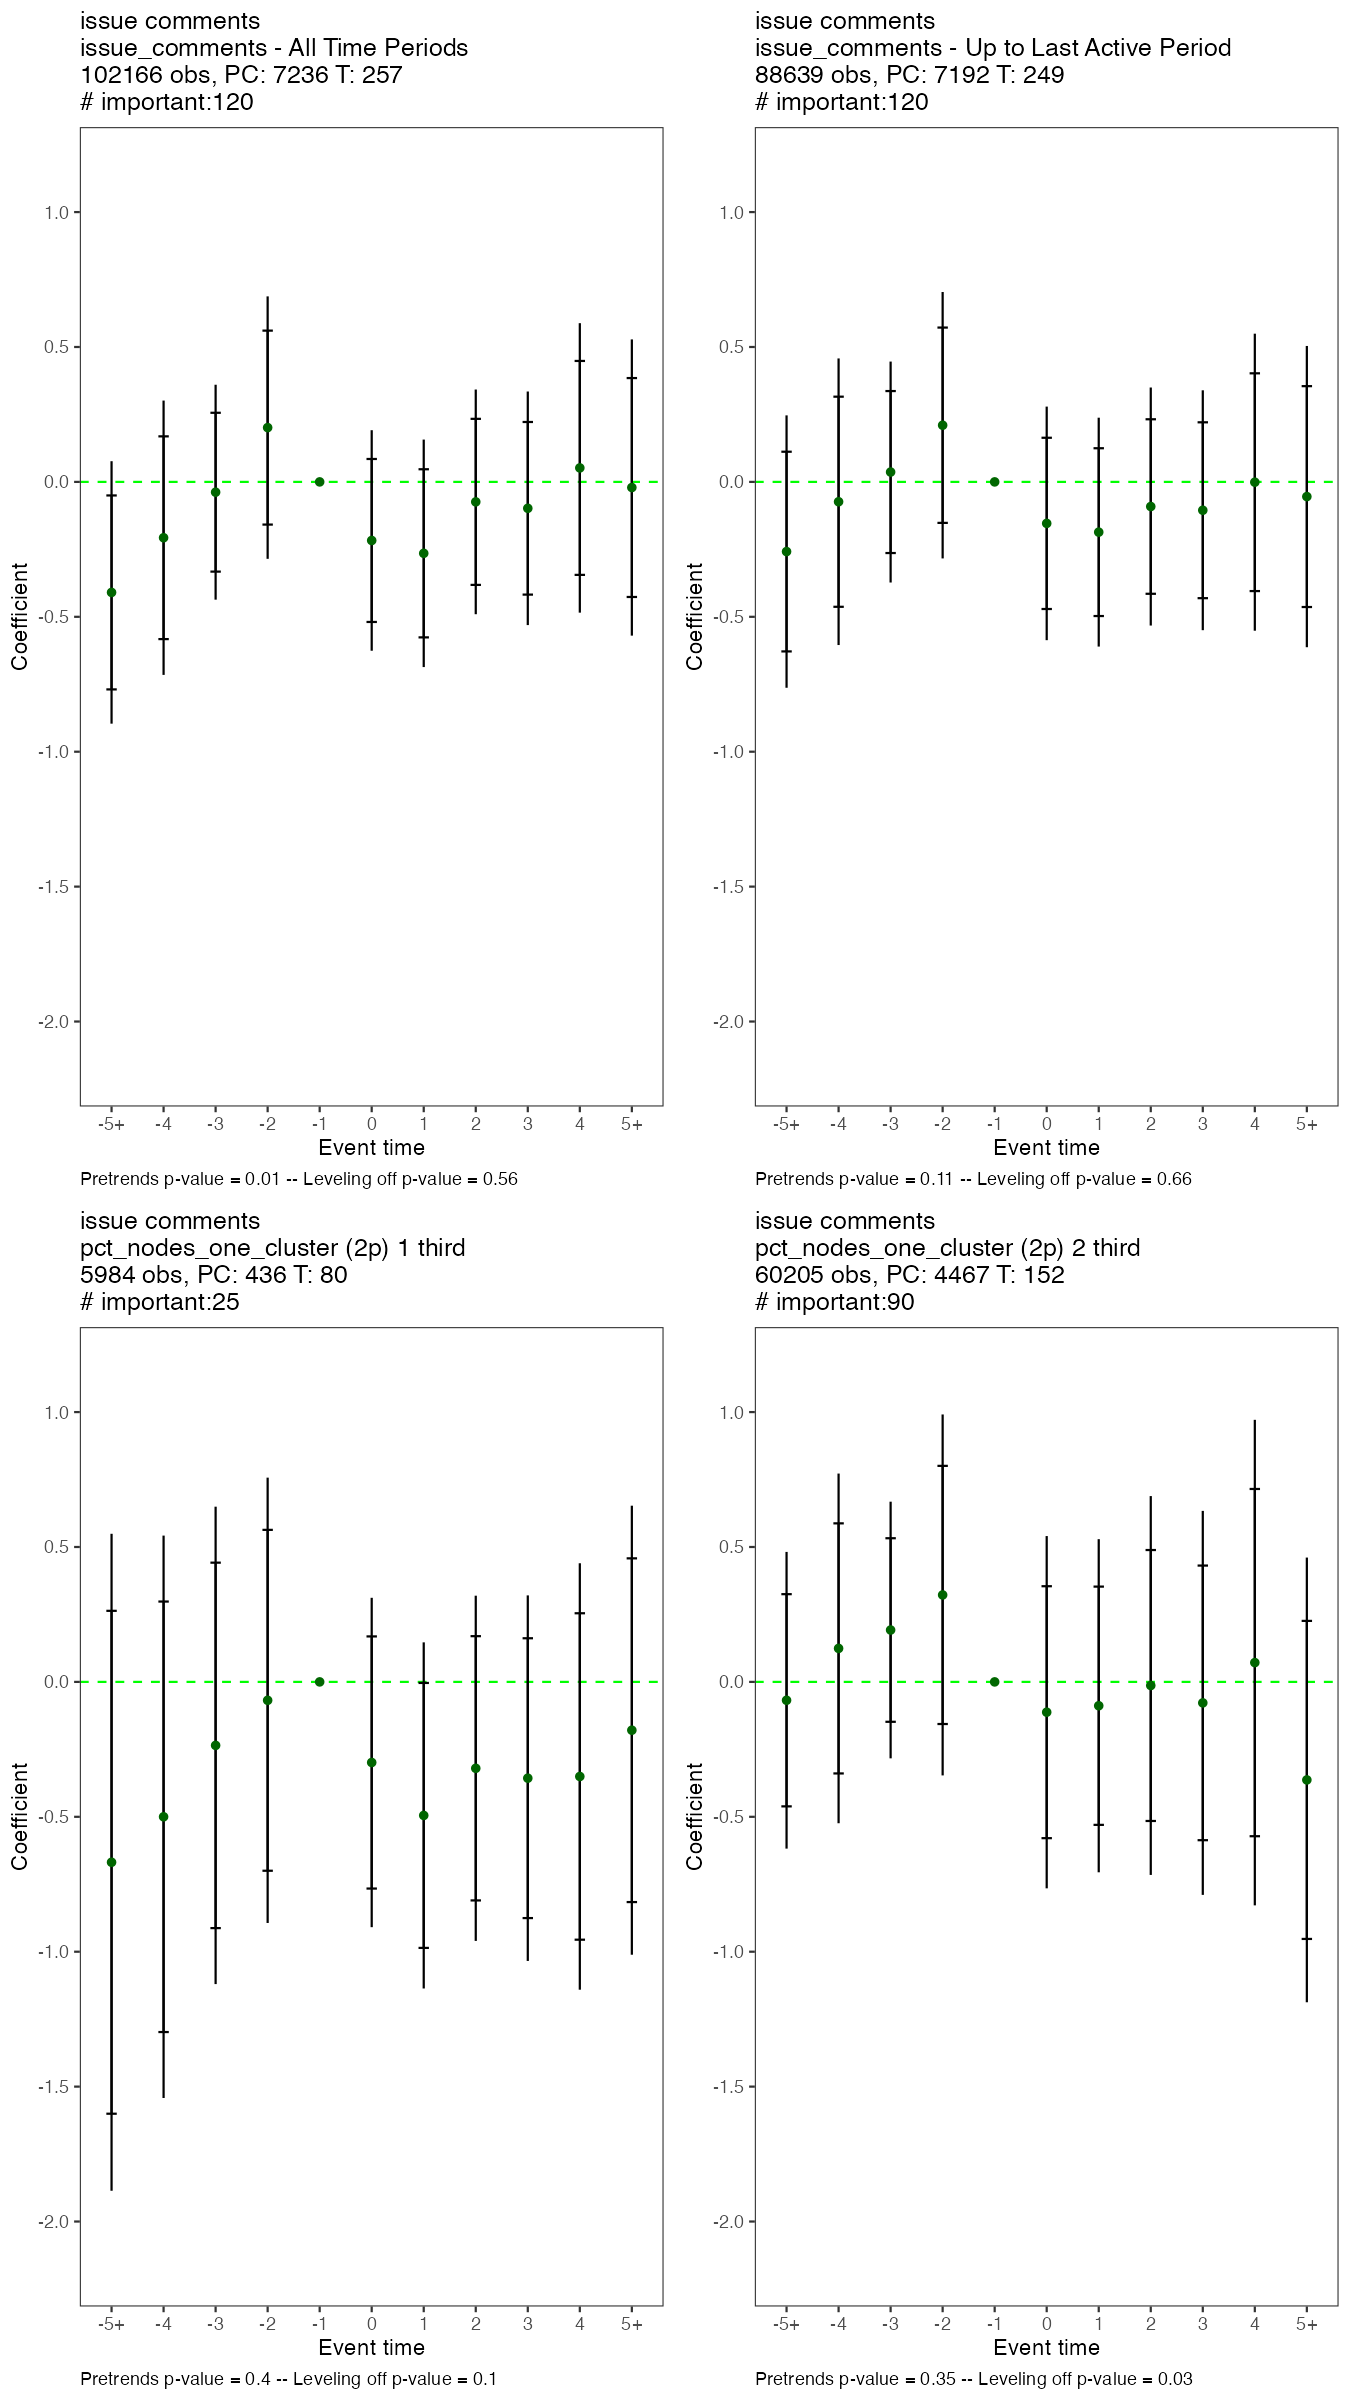 issue comments
issue_comments - All Time Periods
102166 obs, PC: 7236 T: 257
# important:120
1.0
0.5
0.0
-0.5
-1.0
-1.5
-2.0
Coefficient
-5+ -4 -3 -2 -1 0 1 2 3 4 5+
Event time
Pretrends p-value = 0.01 -- Leveling off p-value = 0.56
issue comments
issue_comments - Up to Last Active Period
88639 obs, PC: 7192 T: 249
# important:120
1.0
0.5
0.0
-0.5
-1.0
-1.5
-2.0
Coefficient
-5+ -4 -3 -2 -1 0 1 2 3 4 5+
Event time
Pretrends p-value = 0.11 -- Leveling off p-value = 0.66
issue comments
pct_nodes_one_cluster (2p) 1 third
5984 obs, PC: 436 T: 80
# important:25
1.0
0.5
0.0
-0.5
-1.0
-1.5
-2.0
Coefficient
-5+ -4 -3 -2 -1 0 1 2 3 4 5+
Event time
Pretrends p-value = 0.4 -- Leveling off p-value = 0.1
issue comments
pct_nodes_one_cluster (2p) 2 third
60205 obs, PC: 4467 T: 152
# important:90
1.0
0.5
0.0
-0.5
-1.0
-1.5
-2.0
Coefficient
-5+ -4 -3 -2 -1 0 1 2 3 4 5+
Event time
Pretrends p-value = 0.35 -- Leveling off p-value = 0.03